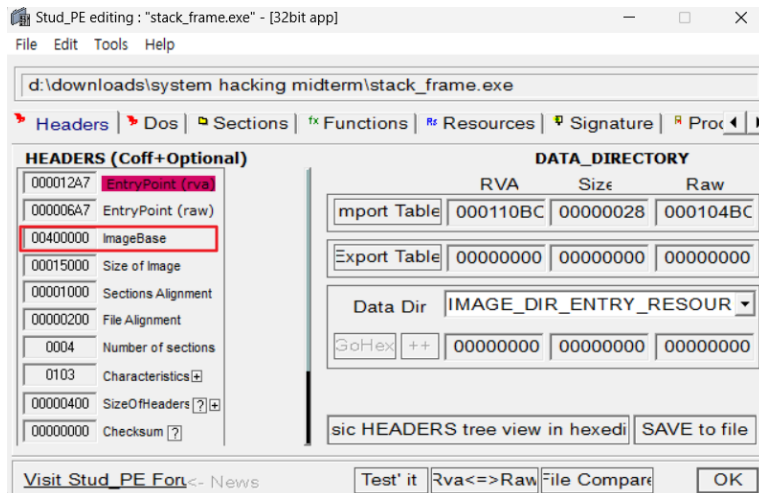 Stud_PE editing : "stack_frame.exe" - [32bit app]
File Edit Tools Help
d:\downloads\system hacking midterm\stack_frame.exe
Headers Dos Sections fx Functions Rs Resources Signature Proc
HEADERS (Coff+Optional)
000012A7 EntryPoint (rva)
000006A7 EntryPoint (raw)
00400000 ImageBase
00015000 Size of Image
00001000 Sections Alignment
00000200 File Alignment
0004 Number of sections
0103 Characteristics +
00000400 SizeOfHeaders ? +
00000000 Checksum ?
DATA_DIRECTORY
RVA Size Raw
mport Table 000110BC 00000028 000104BC
Export Table 00000000 00000000 00000000
Data Dir IMAGE_DIR_ENTRY_RESOUR
GoHex ++ 00000000 00000000 00000000
sic HEADERS tree view in hexedi SAVE to file
Visit Stud_PE Foru <- News Test' it Rva<=>Raw File Compare OK